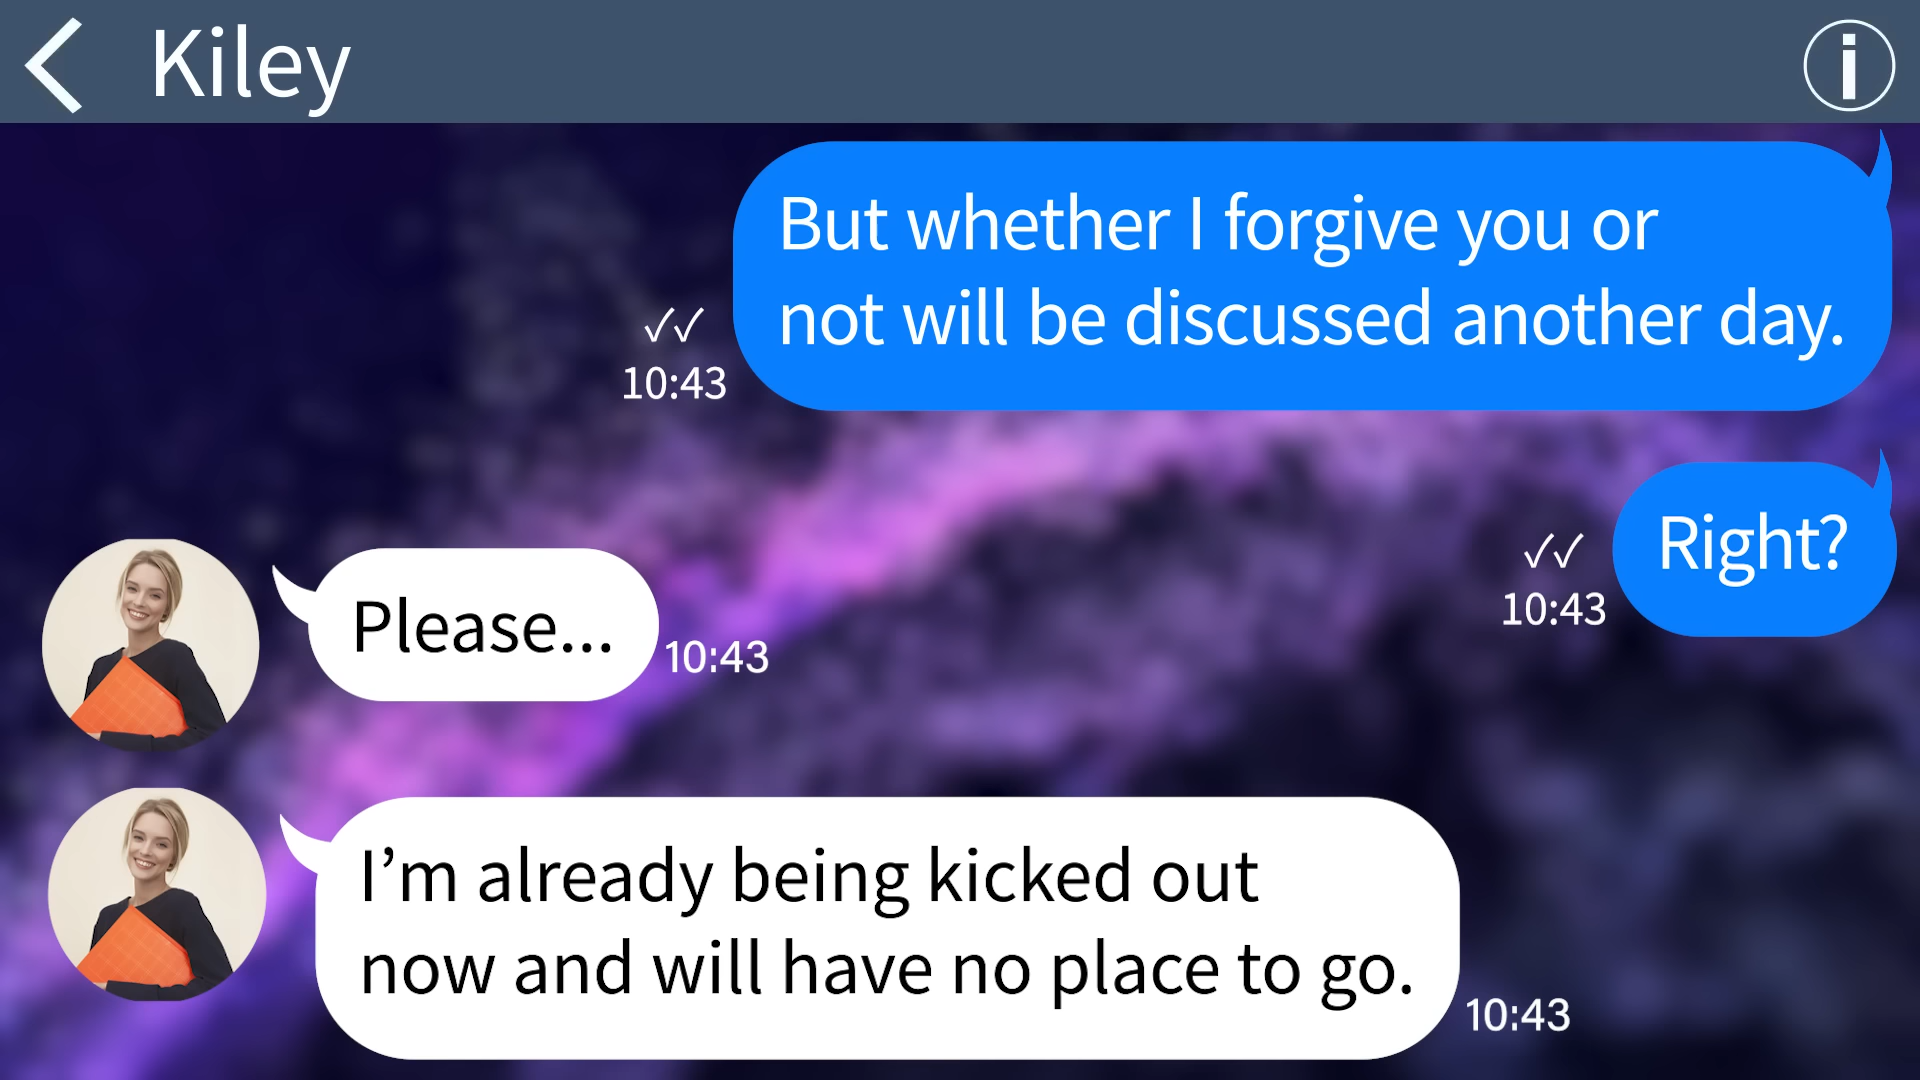 Kiley
But whether I forgive you or
not will be discussed another day.
✓✓
10:43
Right?
✓✓
10:43
Please...
10:43
I’m already being kicked out
now and will have no place to go.
10:43